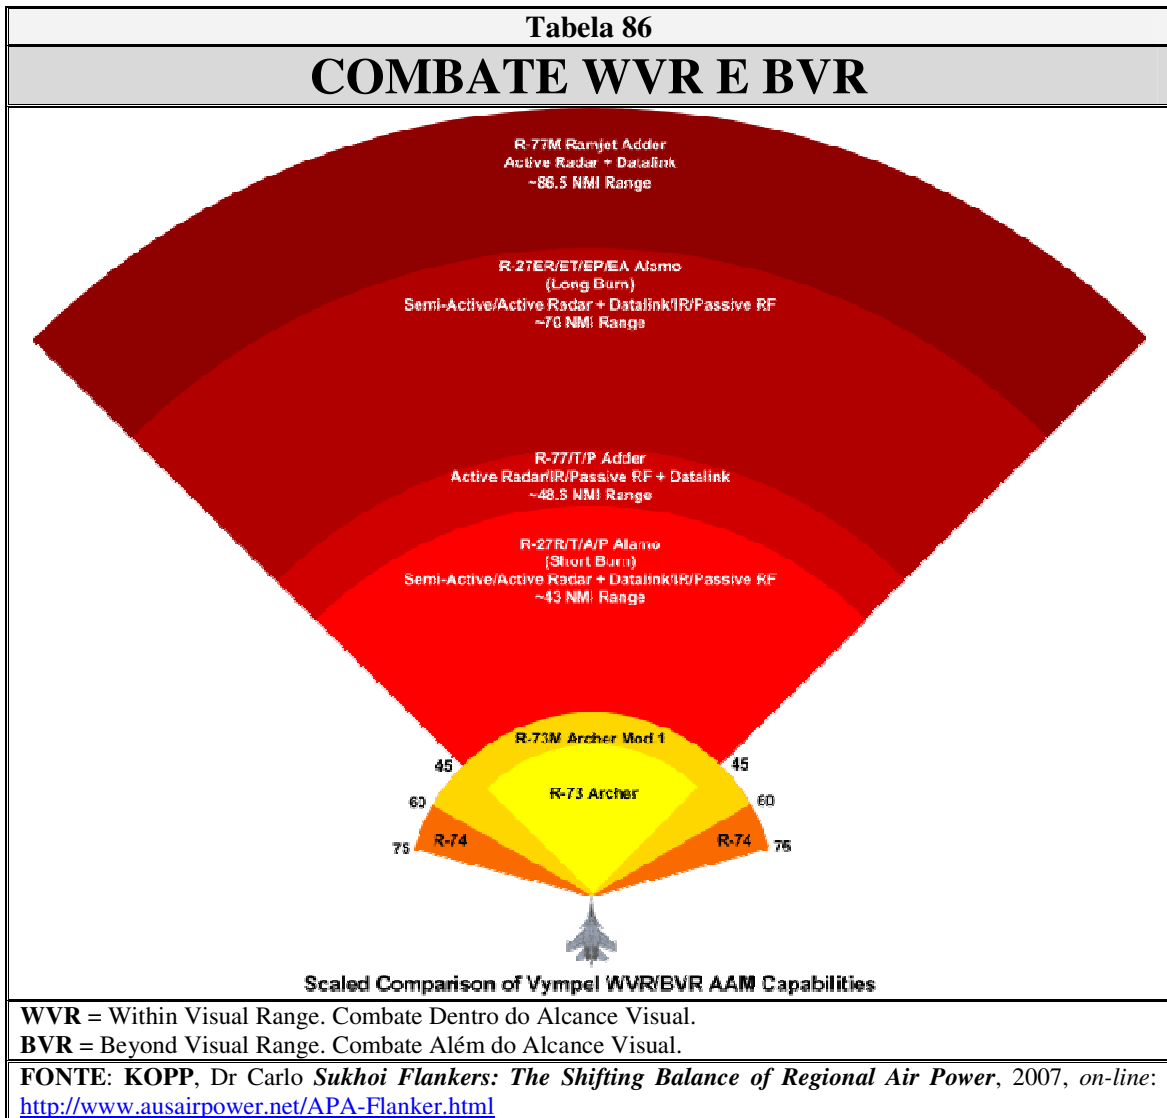 Tabela 86
COMBATE WVR E BVR
R-77M Ramjet Adder
Active Radar + Datalink
~86.5 NMI Range
R-27ER/ET/EP/EA Alamo
(Long Burn)
Semi-Active/Active Radar + Datalink/IR/Passive RF
~70 NMI Range
R-77/T/P Adder
Active Radar/IR/Passive RF + Datalink
NMI Range
R-27R/T/A/P Alamo
(Short Burn)
Semi-Active/Active Radar + Datalink/IR/Passive RF
~43 NMI Range
R-73M Archer Mod 1
45 45
R-73 Archer
60 60
R-74 R-74
75 75
Scaled Comparison of Vympel WVR/BVR AAM Capabilities
WVR = Within Visual Range. Combate Dentro do Alcance Visual.
BVR = Beyond Visual Range. Combate Além do Alcance Visual.
FONTE: KOPP, Dr Carlo Sukhoi Flankers: The Shifting Balance of Regional Air Power, 2007, on-line:
http://www.ausairpower.net/APA-Flanker.html